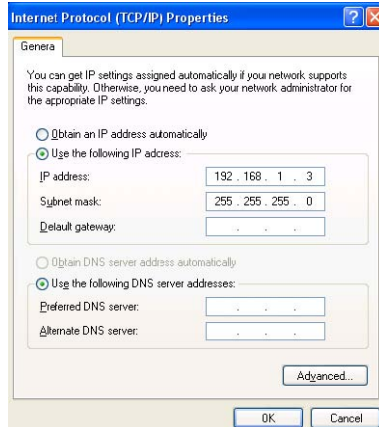 Internet Protocol (TCP/IP) Properties
Genera
You can get IP settings assigned automatically if your network supports
this capability. Otherwise, you need to ask your network administrator for
the appropriate IP settings.
Obtain an IP address automatically
Use the following IP address:
IP address: 192 . 168 . 1 . 3
Subnet mask: 255 . 255 . 255 . 0
Default gateway: . . .
Obtain DNS server address automatically
Use the following DNS server addresses:
Preferred DNS server: . . .
Alternate DNS server: . . .
Advanced...
OK Cancel